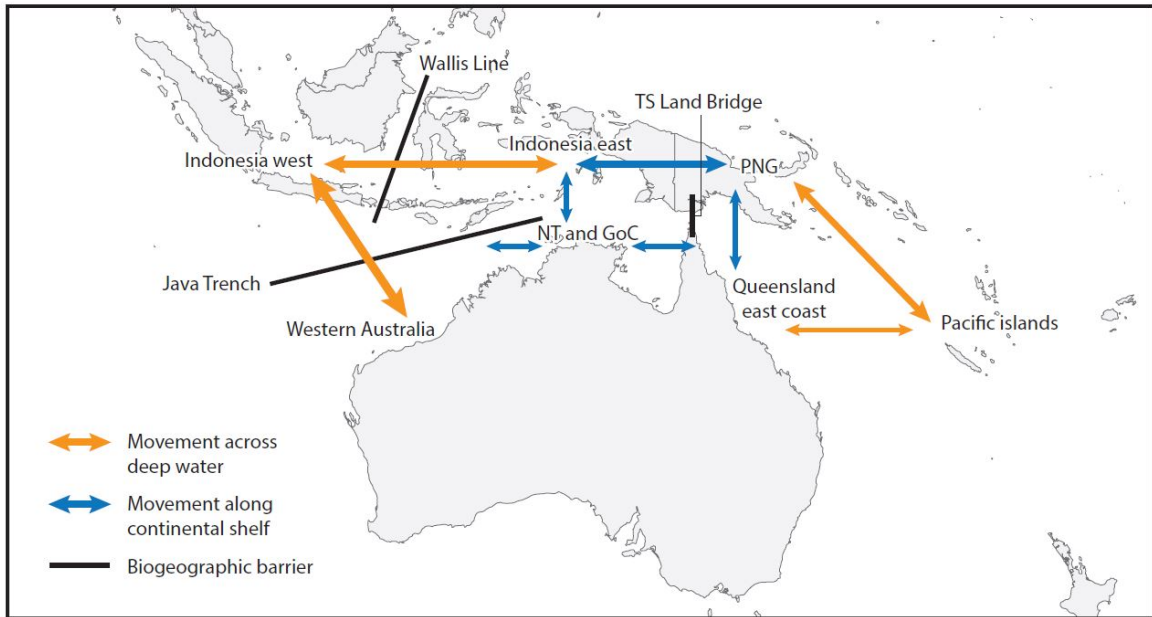 Wallis Line
TS Land Bridge
Indonesia west
Indonesia east
PNG
NT and GoC
Java Trench
Queensland
east coast
Western Australia
Pacific islands
Movement across
deep water
Movement along
continental shelf
Biogeographic barrier